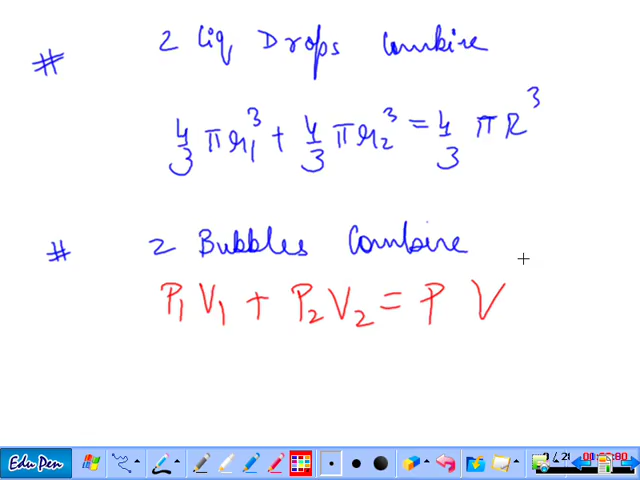 # 2 Liq Drops Combine
4/3 πr₁³ + 4/3 πr₂³ = 4/3 πR³
# 2 Bubbles Combine
P₁V₁ + P₂V₂ = P V
Edu Pen